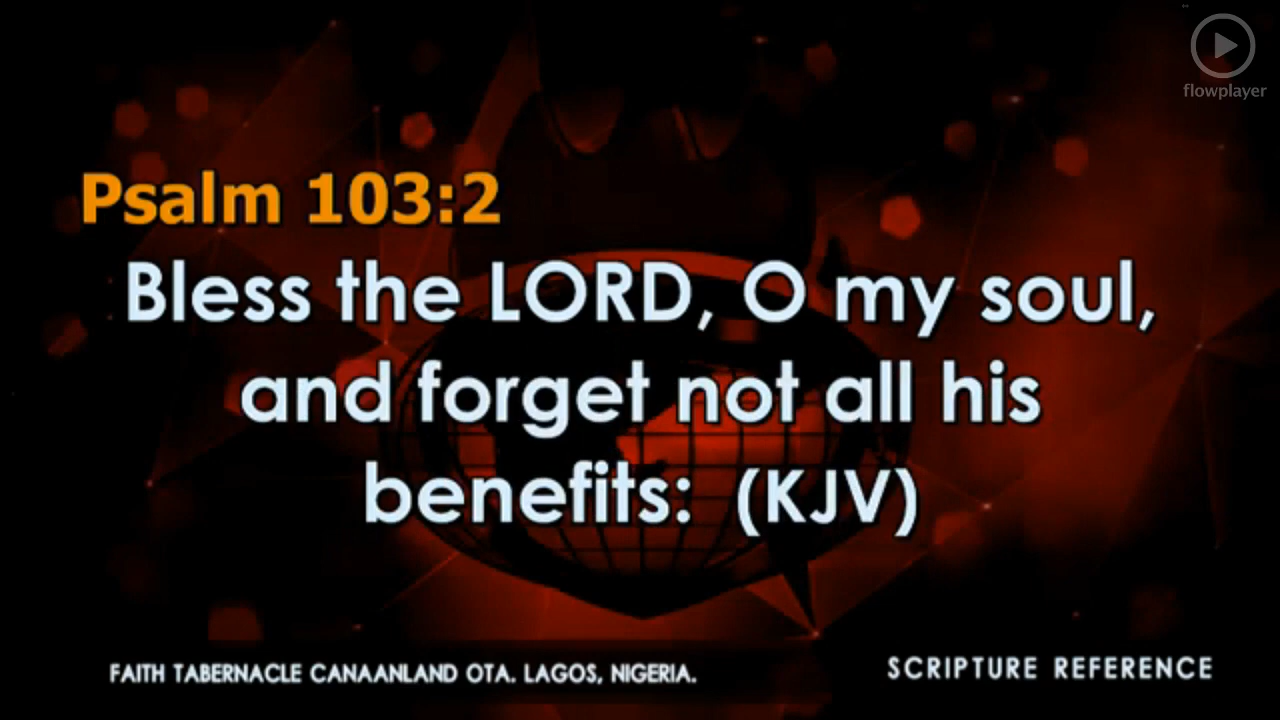 flowplayer
Psalm 103:2
Bless the LORD, O my soul,
and forget not all his
benefits: (KJV)
FAITH TABERNACLE CANAANLAND OTA. LAGOS, NIGERIA.
SCRIPTURE REFERENCE